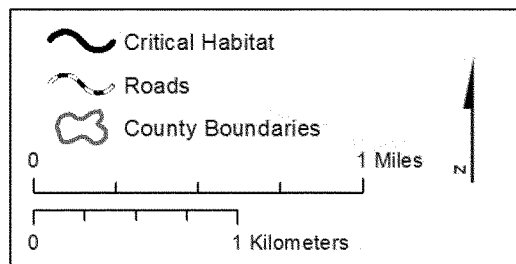 Critical Habitat
Roads
County Boundaries
0 1 Miles
N
0 1 Kilometers